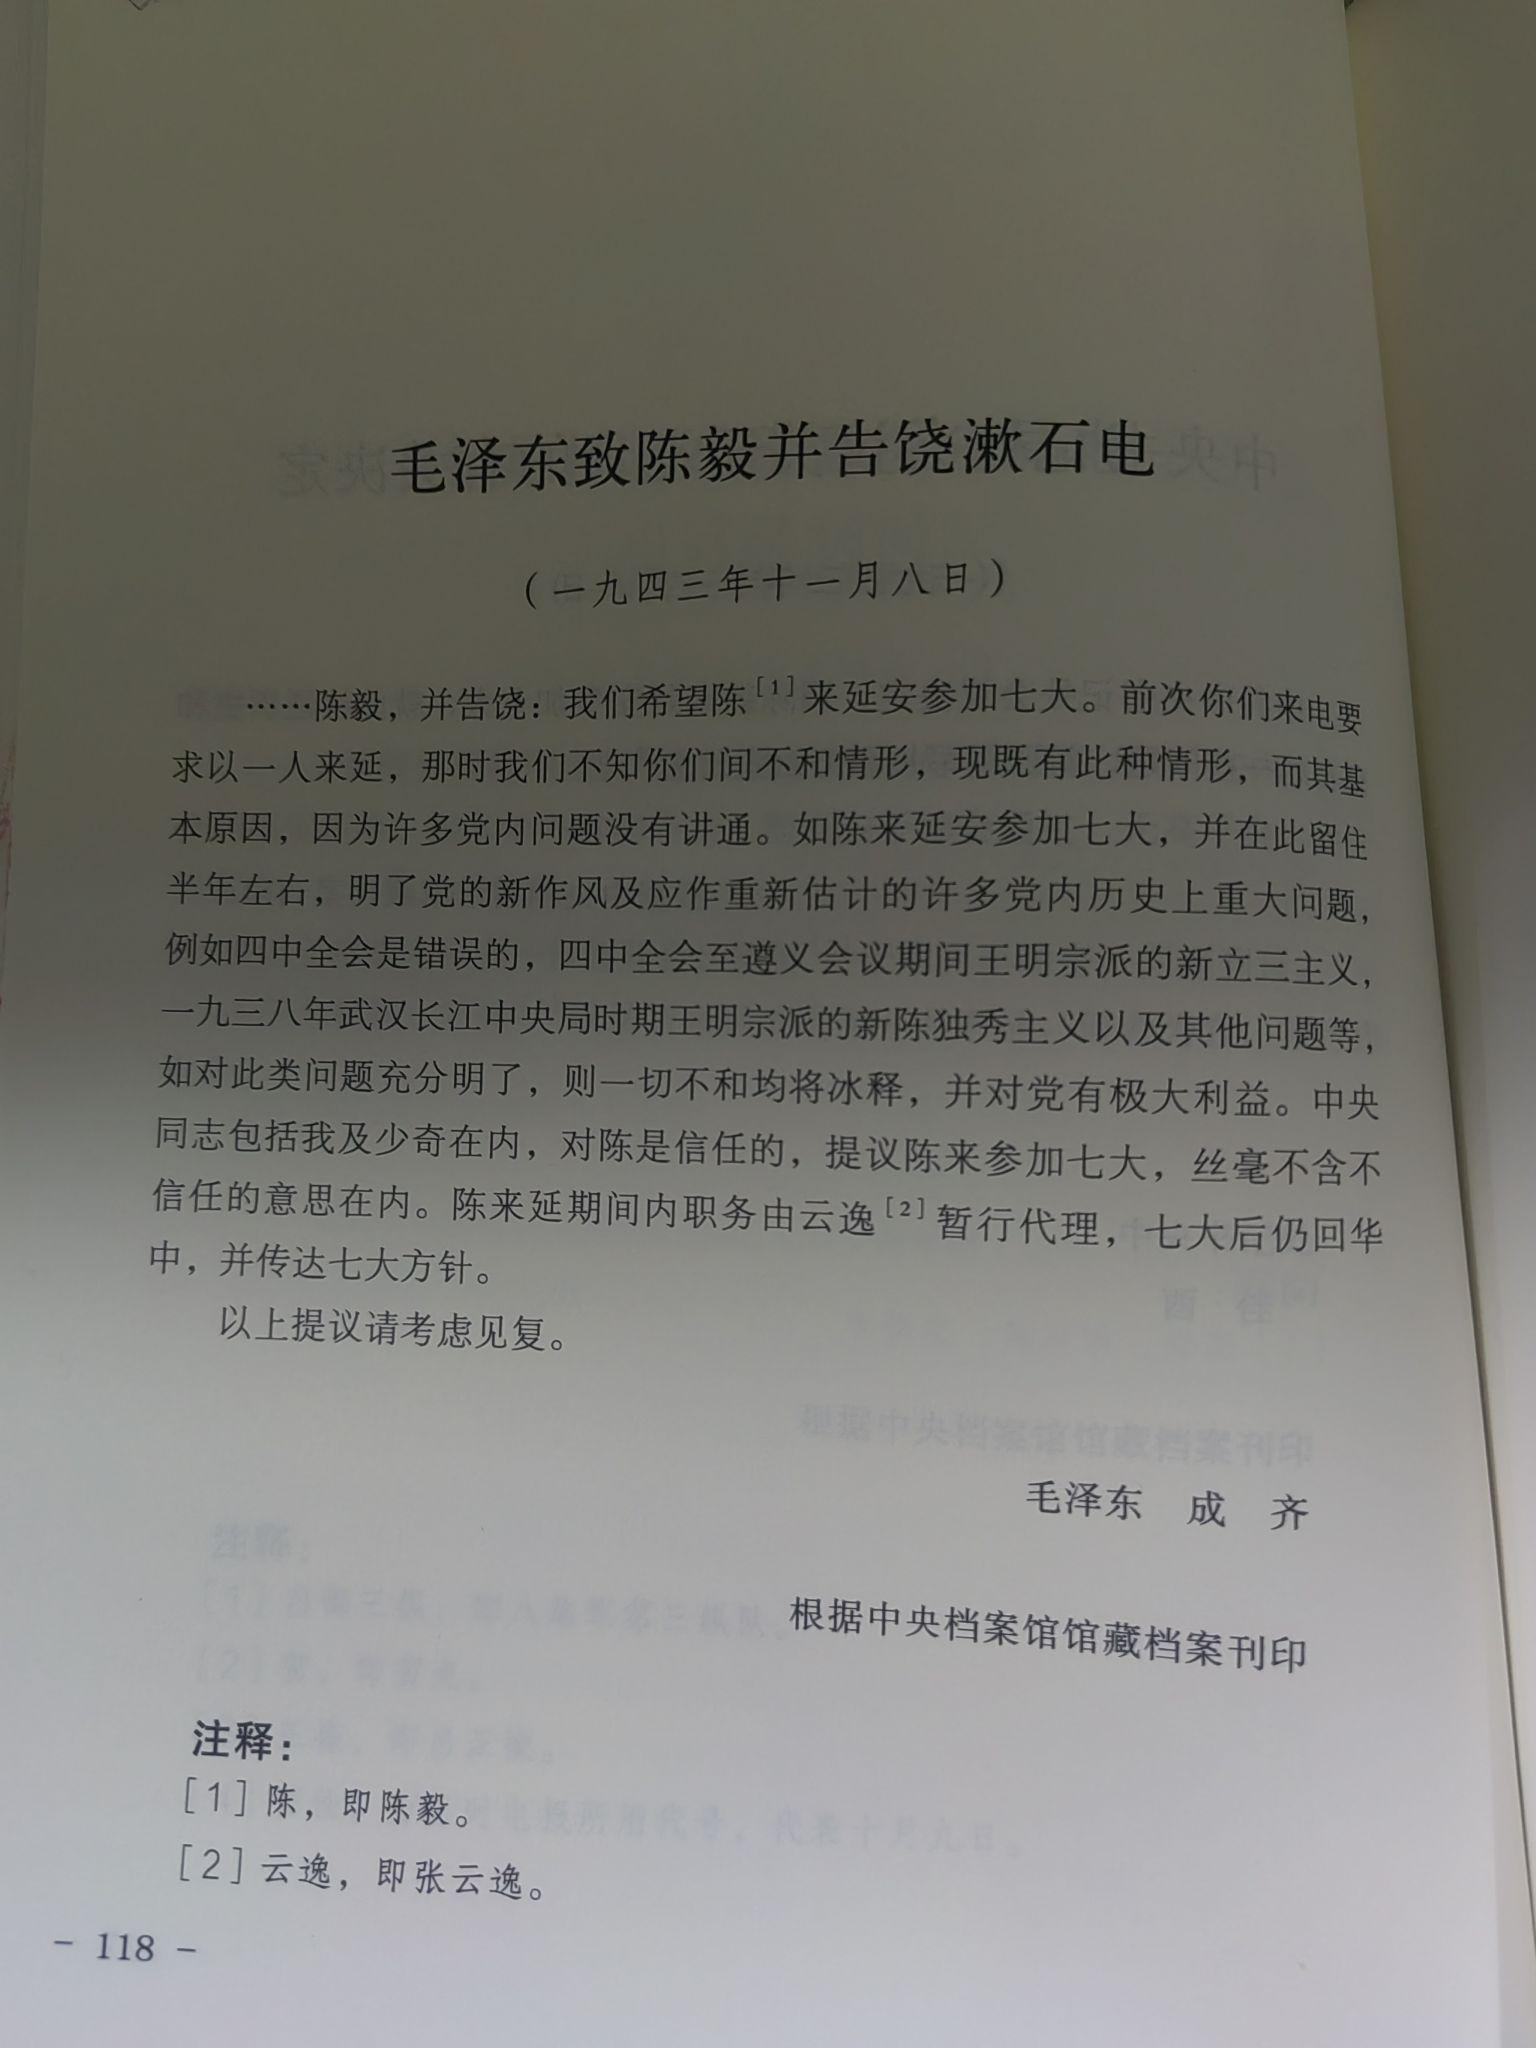 毛泽东致陈毅并告饶漱石电
（一九四三年十一月八日）
……陈毅，并告饶：我们希望陈[1]来延安参加七大。前次你们来电要
求以一人来延，那时我们不知你们间不和情形，现既有此种情形，而其基
本原因，因为许多党内问题没有讲通。如陈来延安参加七大，并在此留住
半年左右，明了党的新作风及应作重新估计的许多党内历史上重大问题，
例如四中全会是错误的，四中全会至遵义会议期间王明宗派的新立三主义，
一九三八年武汉长江中央局时期王明宗派的新陈独秀主义以及其他问题等，
如对此类问题充分明了，则一切不和均将冰释，并对党有极大利益。中央
同志包括我及少奇在内，对陈是信任的，提议陈来参加七大，丝毫不含不
信任的意思在内。陈来延期间内职务由云逸[2]暂行代理，七大后仍回华
中，并传达七大方针。
以上提议请考虑见复。
毛泽东　成　齐
根据中央档案馆馆藏档案刊印
注释：
[1] 陈，即陈毅。
[2] 云逸，即张云逸。
- 118 -